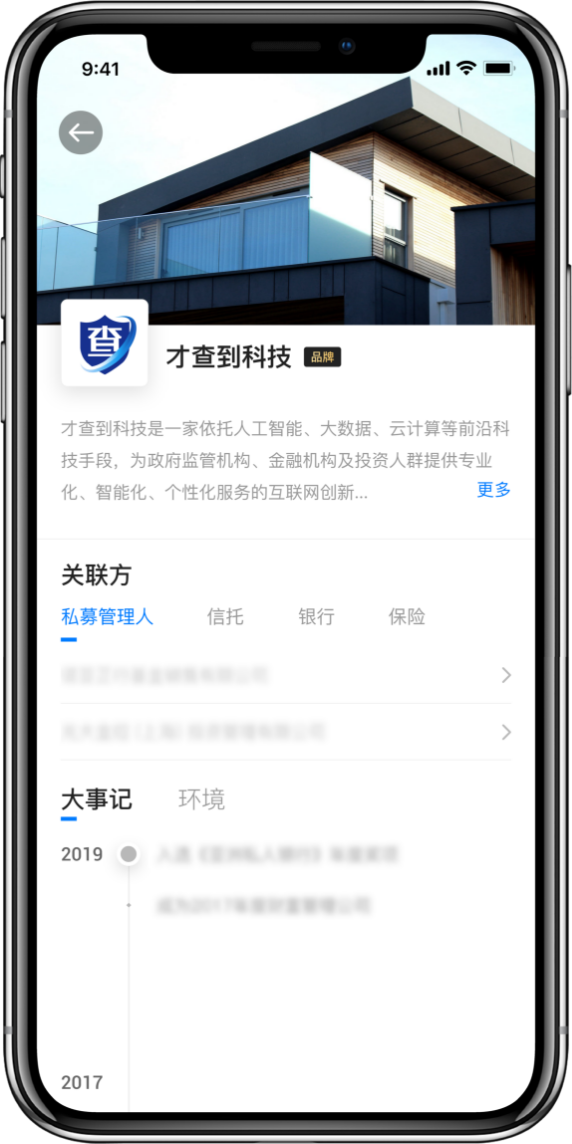 9:41
查
才查到科技 品牌
才查到科技是一家依托人工智能、大数据、云计算等前沿科
技手段，为政府监管机构、金融机构及投资人群提供专业
化、智能化、个性化服务的互联网创新... 更多
关联方
私募管理人 信托 银行 保险
大事记 环境
2019
2017